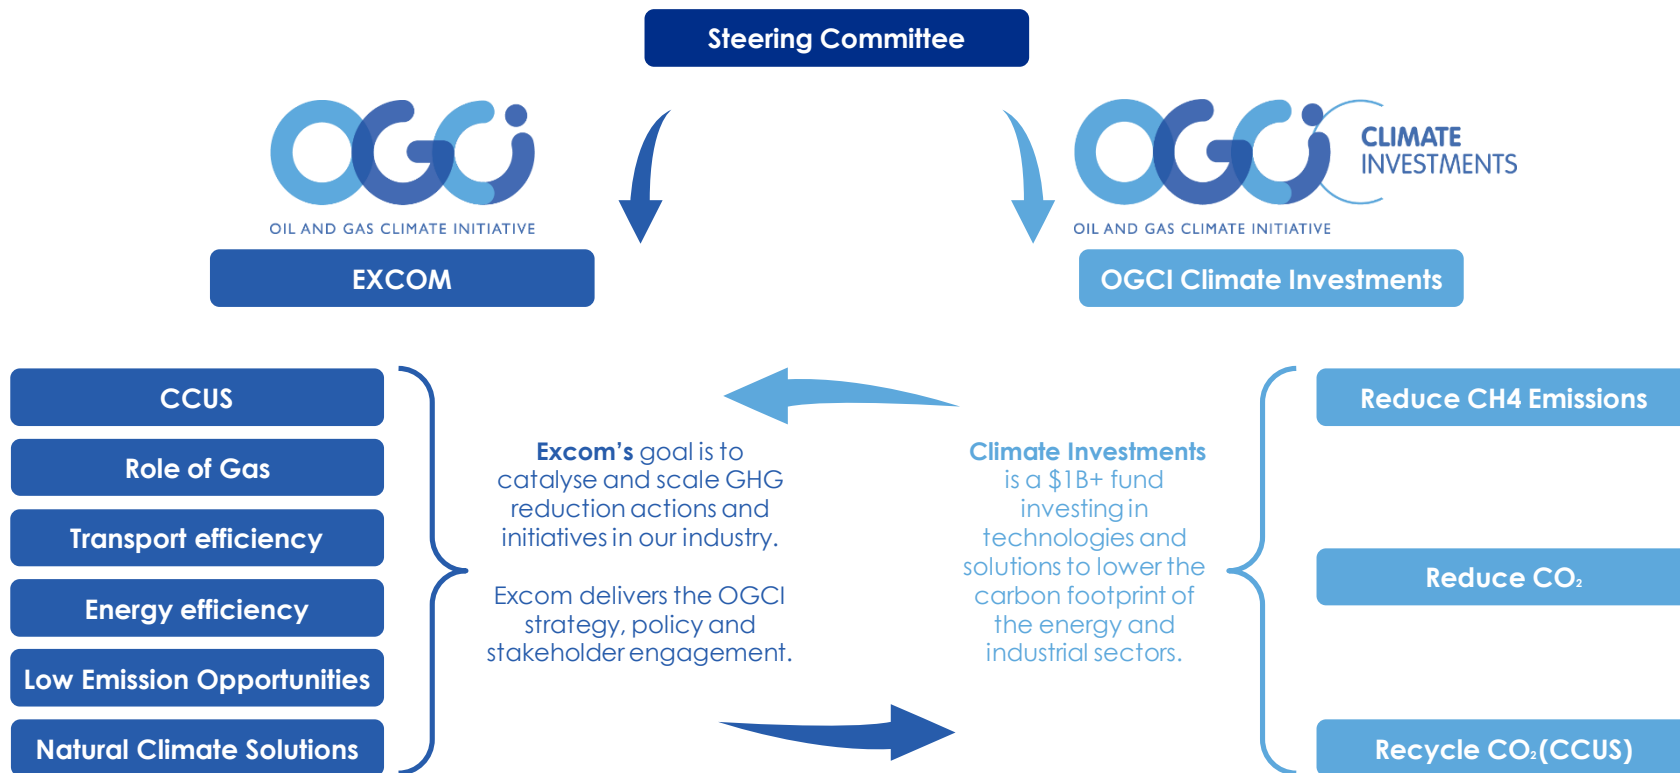 Steering Committee
OGCi
OIL AND GAS CLIMATE INITIATIVE
EXCOM
OGCi
CLIMATE
INVESTMENTS
OIL AND GAS CLIMATE INITIATIVE
OGCI Climate Investments
CCUS
Role of Gas
Transport efficiency
Energy efficiency
Low Emission Opportunities
Natural Climate Solutions
Excom’s goal is to
catalyse and scale GHG
reduction actions and
initiatives in our industry.
Excom delivers the OGCI
strategy, policy and
stakeholder engagement.
Climate Investments
is a $1B+ fund
investing in
technologies and
solutions to lower the
carbon footprint of
the energy and
industrial sectors.
Reduce CH4 Emissions
Reduce CO₂
Recycle CO₂ (CCUS)